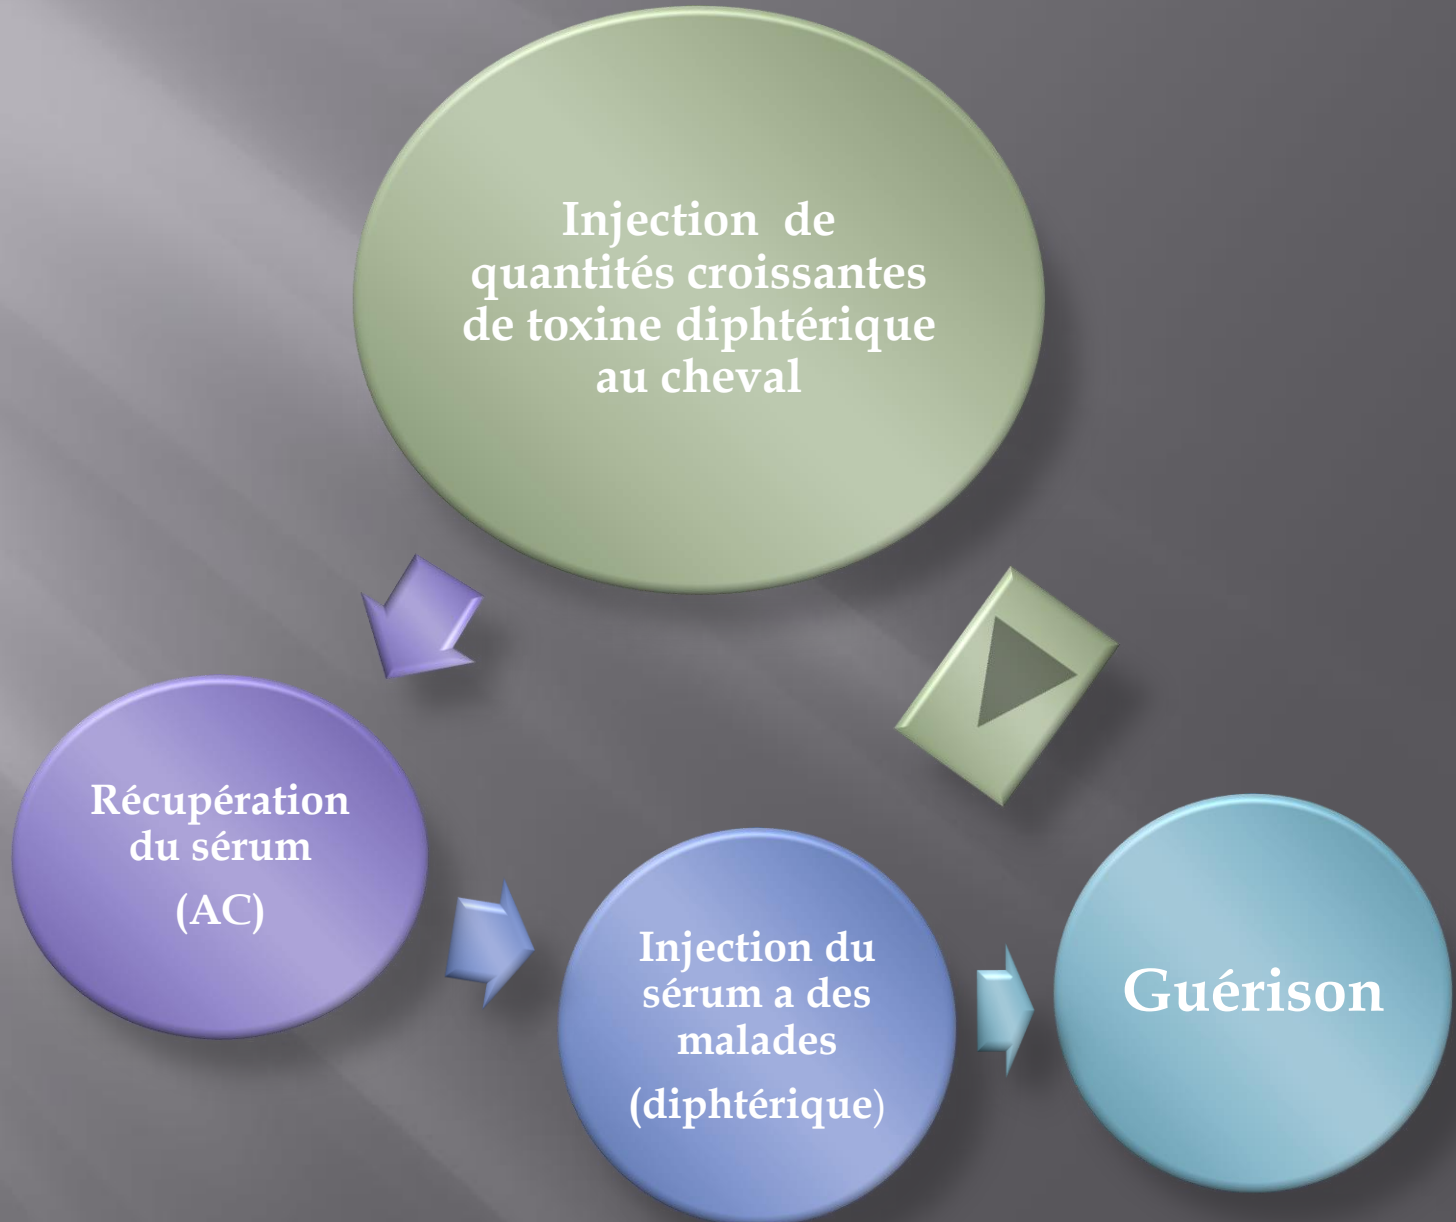 Injection  de
quantités croissantes
de toxine diphtérique
au cheval
Récupération
du sérum
(AC)
Injection du
sérum a des
malades
(diphtérique)
Guérison